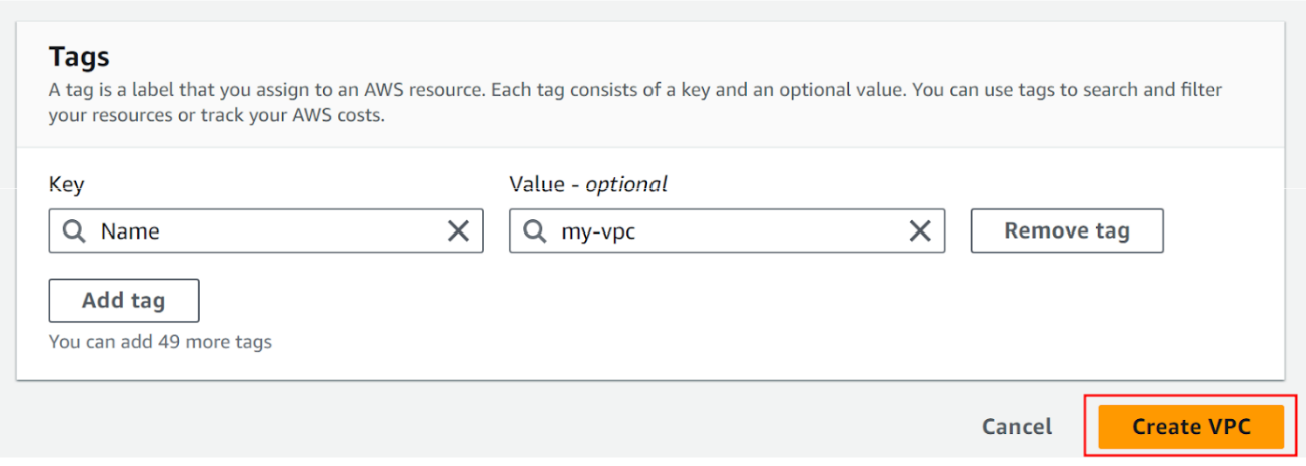 Tags
A tag is a label that you assign to an AWS resource. Each tag consists of a key and an optional value. You can use tags to search and filter
your resources or track your AWS costs.
Key
Value - optional
Name
my-vpc
Remove tag
Add tag
You can add 49 more tags
Cancel
Create VPC